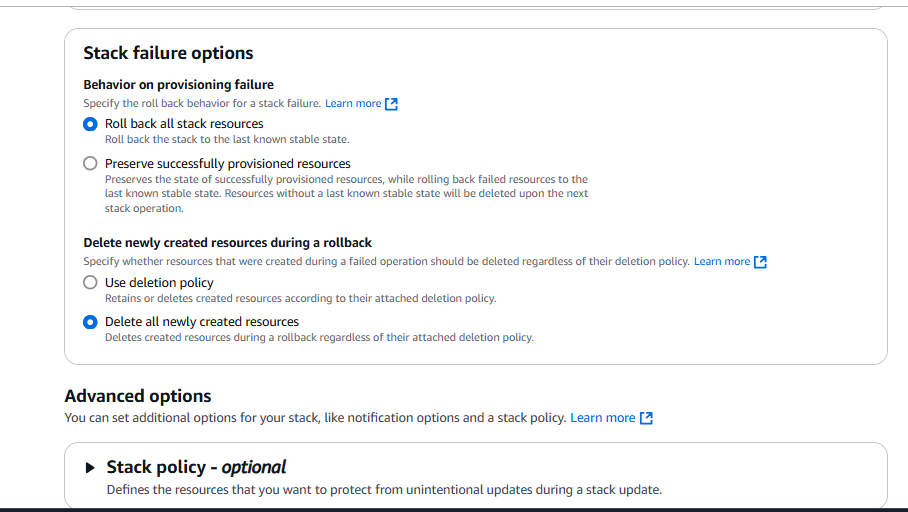 Stack failure options
Behavior on provisioning failure
Specify the roll back behavior for a stack failure. Learn more
Roll back all stack resources
Roll back the stack to the last known stable state.
Preserve successfully provisioned resources
Preserves the state of successfully provisioned resources, while rolling back failed resources to the
last known stable state. Resources without a last known stable state will be deleted upon the next
stack operation.
Delete newly created resources during a rollback
Specify whether resources that were created during a failed operation should be deleted regardless of their deletion policy. Learn more
Use deletion policy
Retains or deletes created resources according to their attached deletion policy.
Delete all newly created resources
Deletes created resources during a rollback regardless of their attached deletion policy.
Advanced options
You can set additional options for your stack, like notification options and a stack policy. Learn more
Stack policy - optional
Defines the resources that you want to protect from unintentional updates during a stack update.